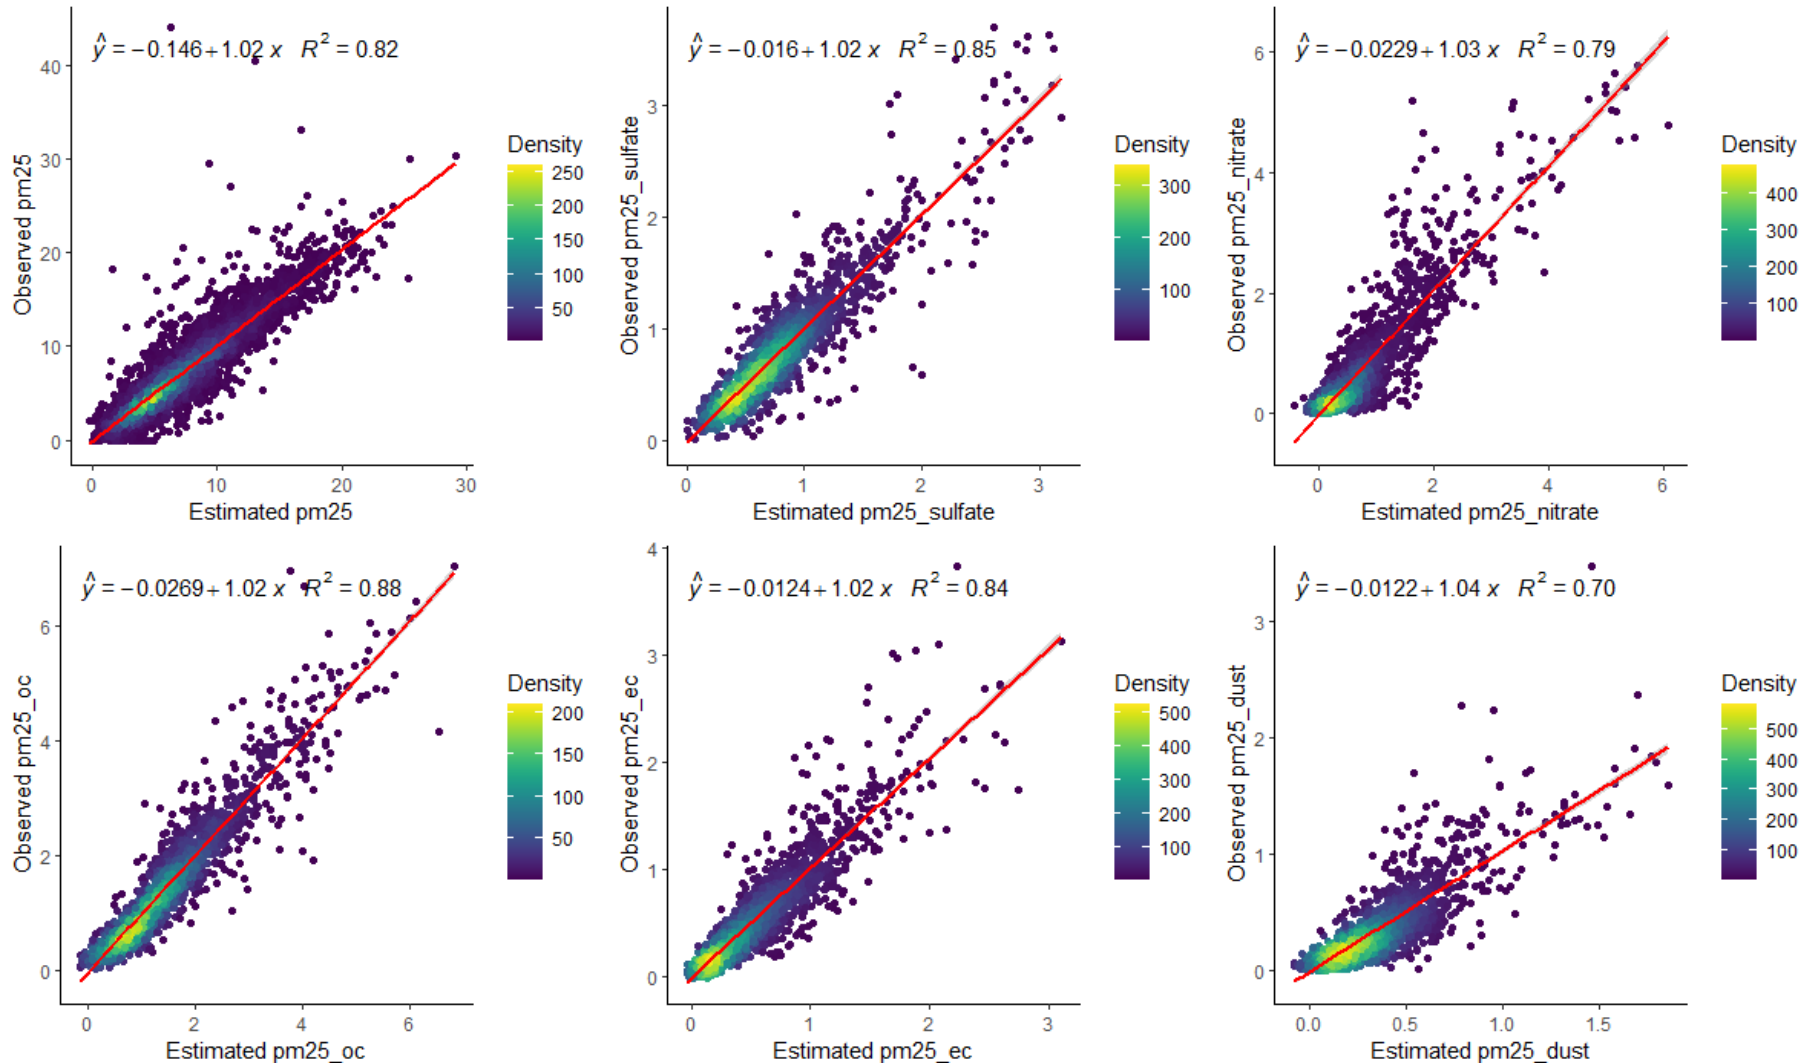 ŷ = −0.146 + 1.02 x R² = 0.82
Observed pm25
40
30
20
10
0
0 10 20 30
Estimated pm25
Density
250
200
150
100
50
ŷ = −0.016 + 1.02 x R² = 0.85
Observed pm25_sulfate
3
2
1
0
0 1 2 3
Estimated pm25_sulfate
Density
300
200
100
ŷ = −0.0229 + 1.03 x R² = 0.79
Observed pm25_nitrate
6
4
2
0
0 2 4 6
Estimated pm25_nitrate
Density
400
300
200
100
ŷ = −0.0269 + 1.02 x R² = 0.88
Observed pm25_oc
6
4
2
0
0 2 4 6
Estimated pm25_oc
Density
200
150
100
50
ŷ = −0.0124 + 1.02 x R² = 0.84
Observed pm25_ec
4
3
2
1
0
0 1 2 3
Estimated pm25_ec
Density
500
400
300
200
100
ŷ = −0.0122 + 1.04 x R² = 0.70
Observed pm25_dust
3
2
1
0
0.0 0.5 1.0 1.5
Estimated pm25_dust
Density
500
400
300
200
100